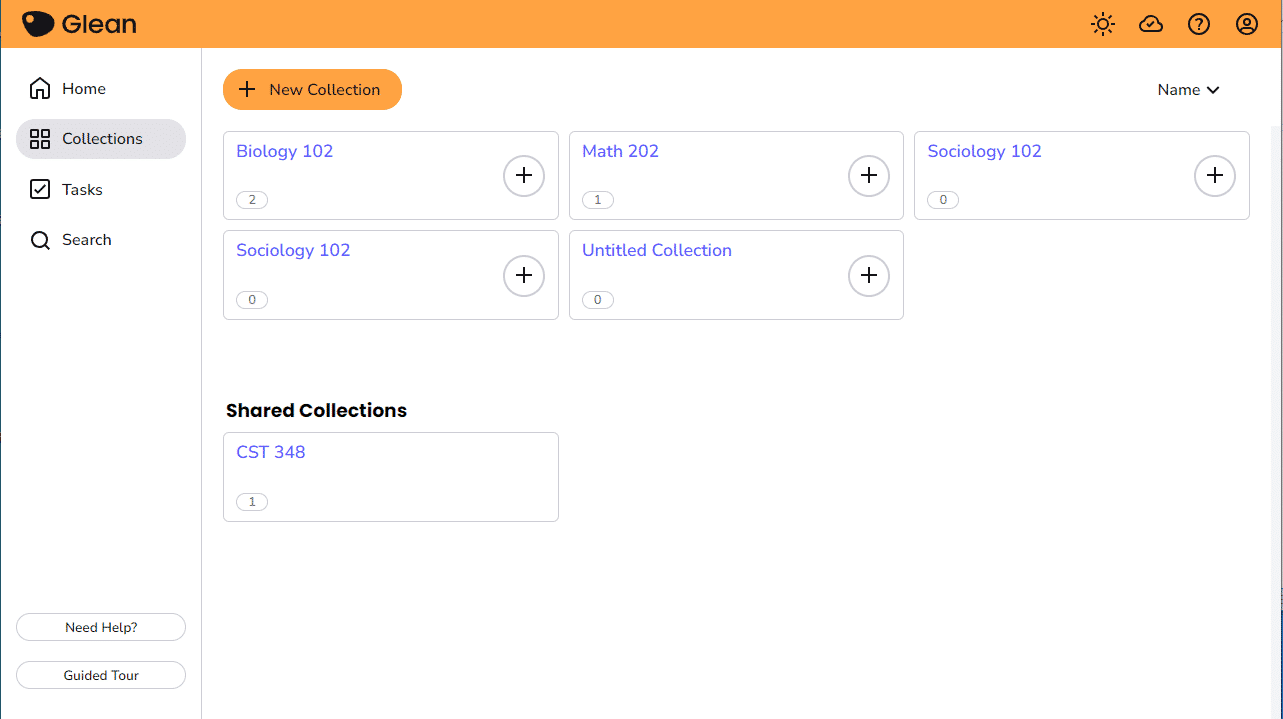 Glean
Home
Collections
Tasks
Search
Need Help?
Guided Tour
New Collection
Name
Biology 102
2
Math 202
1
Sociology 102
0
Sociology 102
0
Untitled Collection
0
Shared Collections
CST 348
1